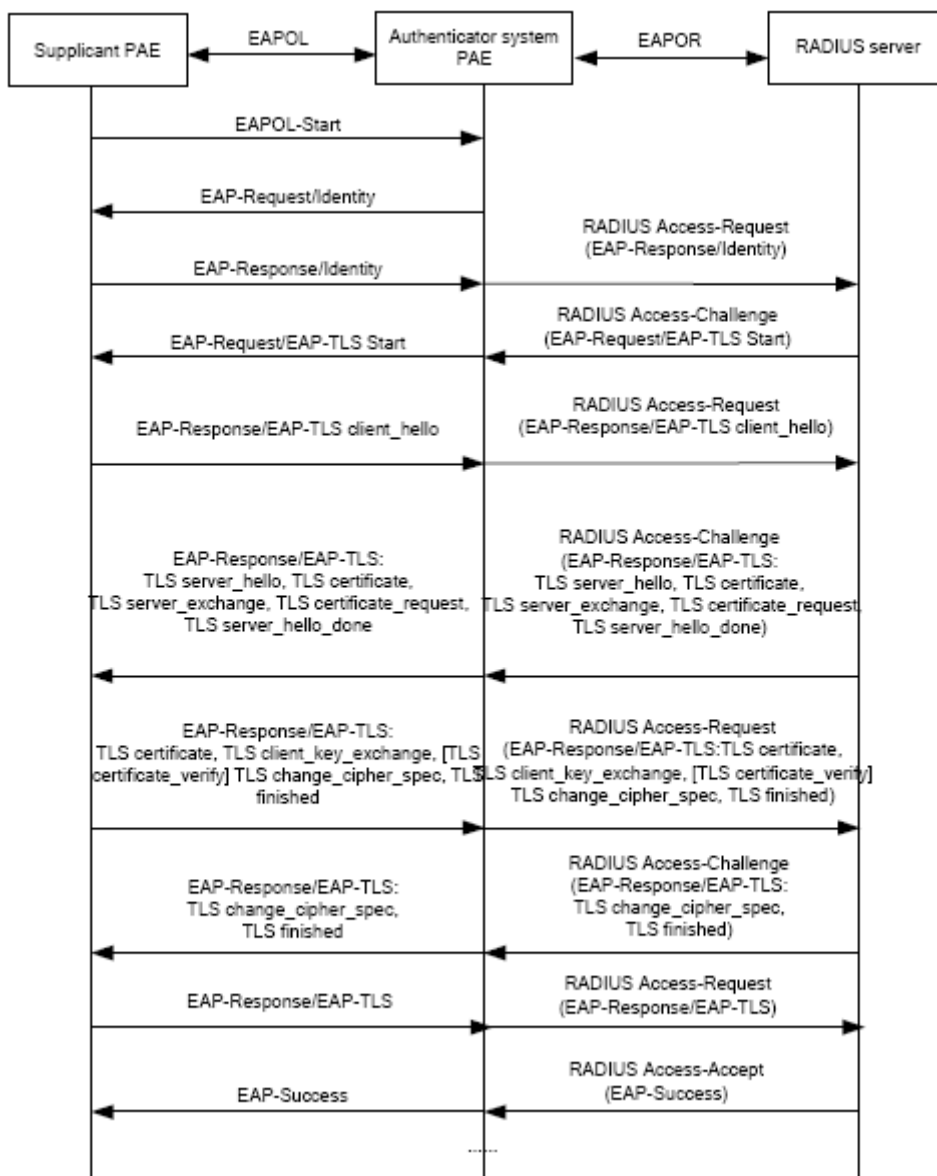 Supplicant PAE
EAPOL
Authenticator system
PAE
EAPOR
RADIUS server
EAPOL-Start
EAP-Request/Identity
RADIUS Access-Request
(EAP-Response/Identity)
EAP-Response/Identity
RADIUS Access-Challenge
(EAP-Request/EAP-TLS Start)
EAP-Request/EAP-TLS Start
RADIUS Access-Request
(EAP-Response/EAP-TLS client_hello)
EAP-Response/EAP-TLS client_hello
EAP-Response/EAP-TLS:
TLS server_hello, TLS certificate,
TLS server_exchange, TLS certificate_request,
TLS server_hello_done
RADIUS Access-Challenge
(EAP-Response/EAP-TLS:
TLS server_hello, TLS certificate,
TLS server_exchange, TLS certificate_request,
TLS server_hello_done)
EAP-Response/EAP-TLS:
TLS certificate, TLS client_key_exchange, [TLS
certificate_verify] TLS change_cipher_spec, TLS
finished
RADIUS Access-Request
(EAP-Response/EAP-TLS:TLS certificate,
TLS client_key_exchange, [TLS certificate_verify]
TLS change_cipher_spec, TLS finished)
EAP-Response/EAP-TLS:
TLS change_cipher_spec,
TLS finished
RADIUS Access-Challenge
(EAP-Response/EAP-TLS:
TLS change_cipher_spec,
TLS finished)
EAP-Response/EAP-TLS
RADIUS Access-Request
(EAP-Response/EAP-TLS)
EAP-Success
RADIUS Access-Accept
(EAP-Success)
......